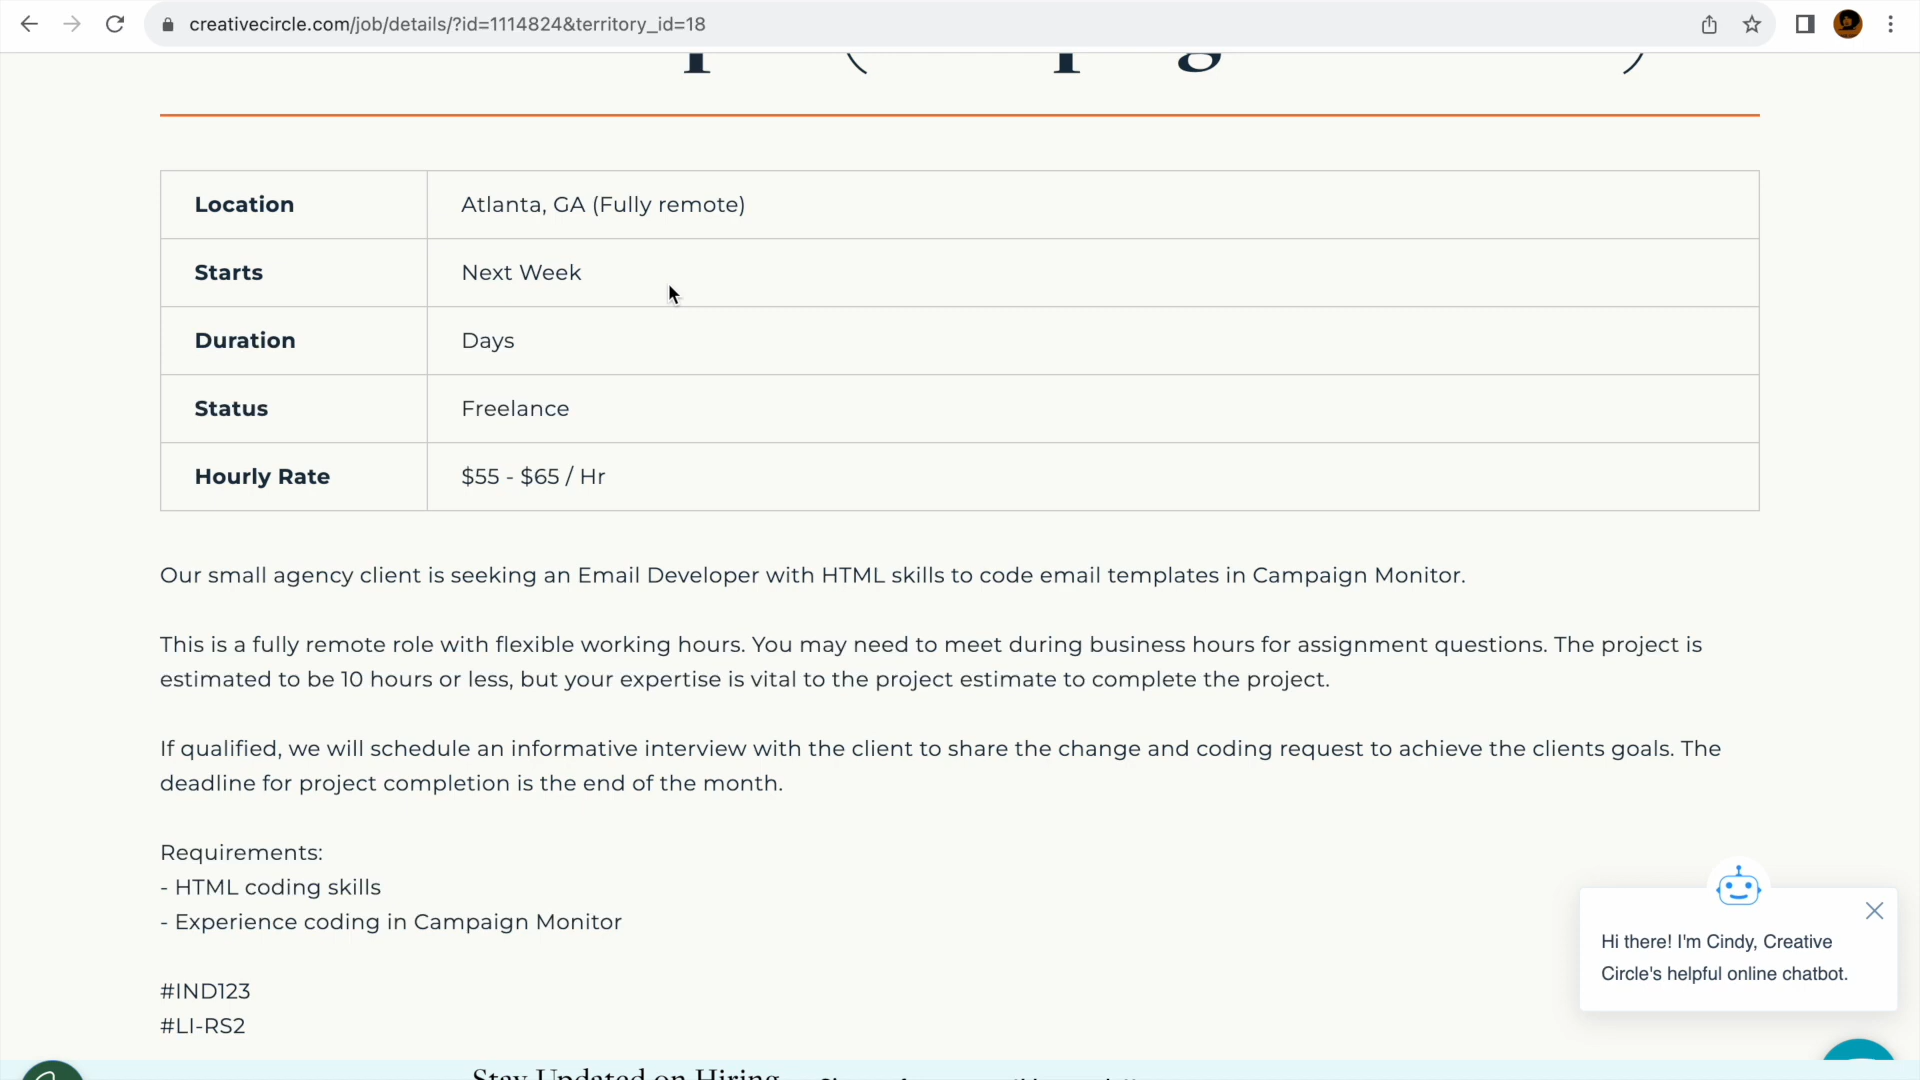 creativecircle.com/job/details/?id=1114824&territory_id=18
Location Atlanta, GA (Fully remote)
Starts Next Week
Duration Days
Status Freelance
Hourly Rate $55 - $65 / Hr
Our small agency client is seeking an Email Developer with HTML skills to code email templates in Campaign Monitor.
This is a fully remote role with flexible working hours. You may need to meet during business hours for assignment questions. The project is
estimated to be 10 hours or less, but your expertise is vital to the project estimate to complete the project.
If qualified, we will schedule an informative interview with the client to share the change and coding request to achieve the clients goals. The
deadline for project completion is the end of the month.
Requirements:
- HTML coding skills
- Experience coding in Campaign Monitor
Hi there! I'm Cindy, Creative
Circle's helpful online chatbot.
#IND123
#LI-RS2
Stay Updated on Hiring